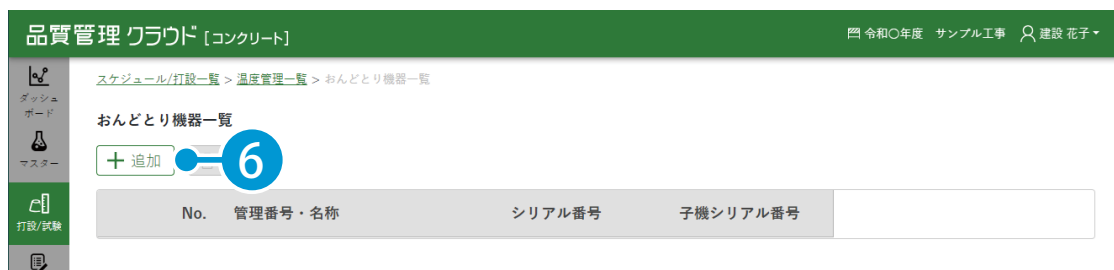 品質管理 クラウド [コンクリート]
令和○年度 サンプル工事 建設 花子
ダッシュ
ボード
マスター
打設/試験
スケジュール/打設一覧 > 温度管理一覧 > おんどとり機器一覧
おんどとり機器一覧
+ 追加
6
No. 管理番号・名称 シリアル番号 子機シリアル番号